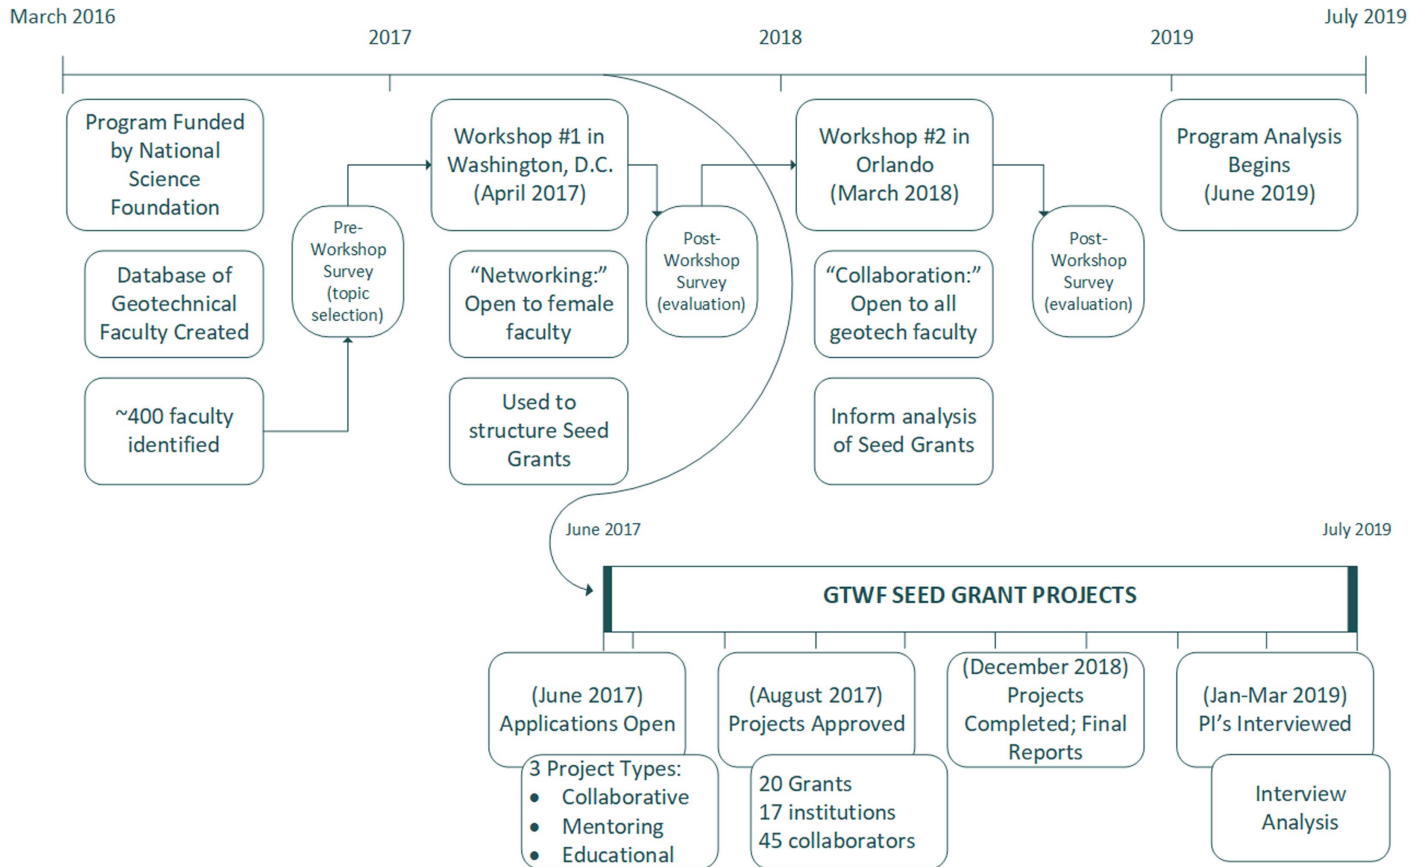 March 2016
July 2019
2017
2018
2019
Program Funded
by National
Science
Foundation
Database of
Geotechnical
Faculty Created
~400 faculty
identified
Pre-
Workshop
Survey
(topic
selection)
Workshop #1 in
Washington, D.C.
(April 2017)
“Networking:”
Open to female
faculty
Used to
structure Seed
Grants
Post-
Workshop
Survey
(evaluation)
Workshop #2 in
Orlando
(March 2018)
“Collaboration:”
Open to all
geotech faculty
Inform analysis
of Seed Grants
Post-
Workshop
Survey
(evaluation)
Program Analysis
Begins
(June 2019)
June 2017
July 2019
GTWF SEED GRANT PROJECTS
(June 2017)
Applications Open
3 Project Types:
• Collaborative
• Mentoring
• Educational
(August 2017)
Projects Approved
20 Grants
17 institutions
45 collaborators
(December 2018)
Projects
Completed; Final
Reports
(Jan-Mar 2019)
PI’s Interviewed
Interview
Analysis